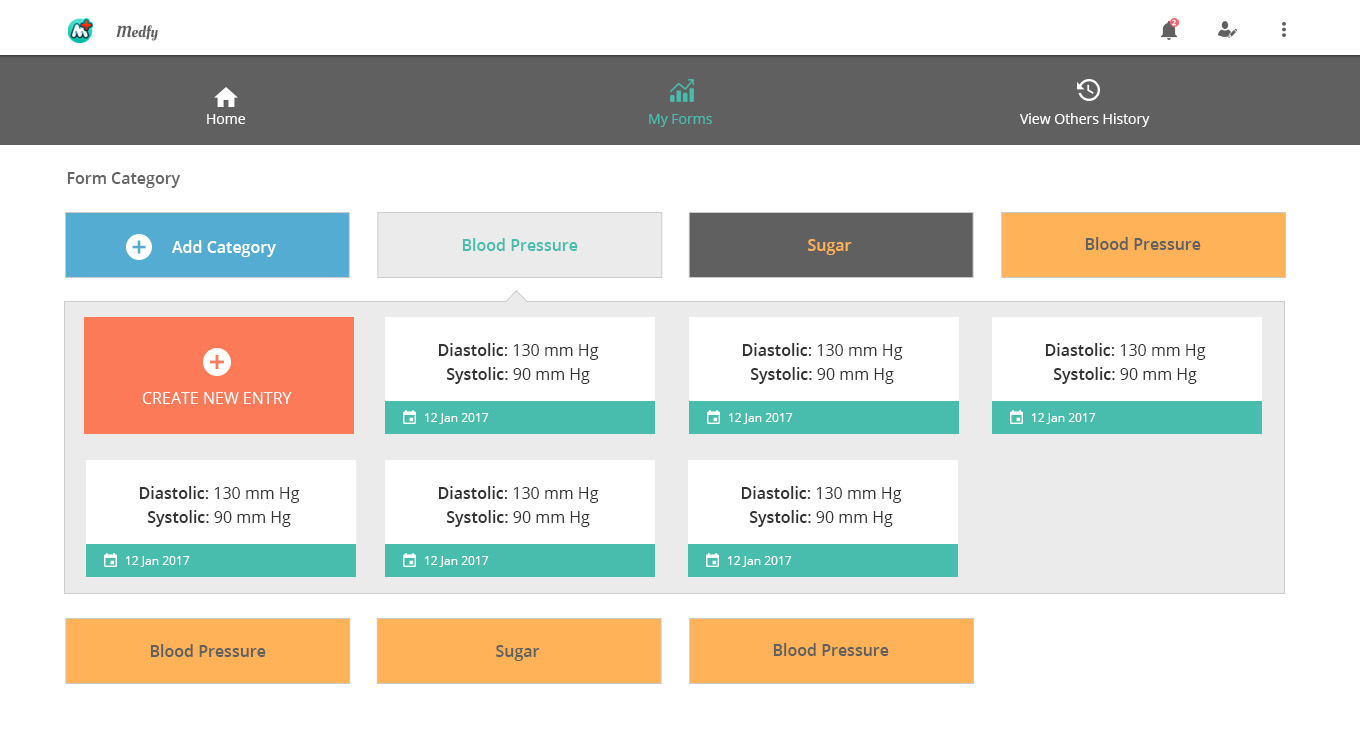 M
Medfy
2
Home
My Forms
View Others History
Form Category
Add Category
Blood Pressure
Sugar
Blood Pressure
CREATE NEW ENTRY
Diastolic: 130 mm Hg
Systolic: 90 mm Hg
12 Jan 2017
Diastolic: 130 mm Hg
Systolic: 90 mm Hg
12 Jan 2017
Diastolic: 130 mm Hg
Systolic: 90 mm Hg
12 Jan 2017
Diastolic: 130 mm Hg
Systolic: 90 mm Hg
12 Jan 2017
Diastolic: 130 mm Hg
Systolic: 90 mm Hg
12 Jan 2017
Diastolic: 130 mm Hg
Systolic: 90 mm Hg
12 Jan 2017
Blood Pressure
Sugar
Blood Pressure